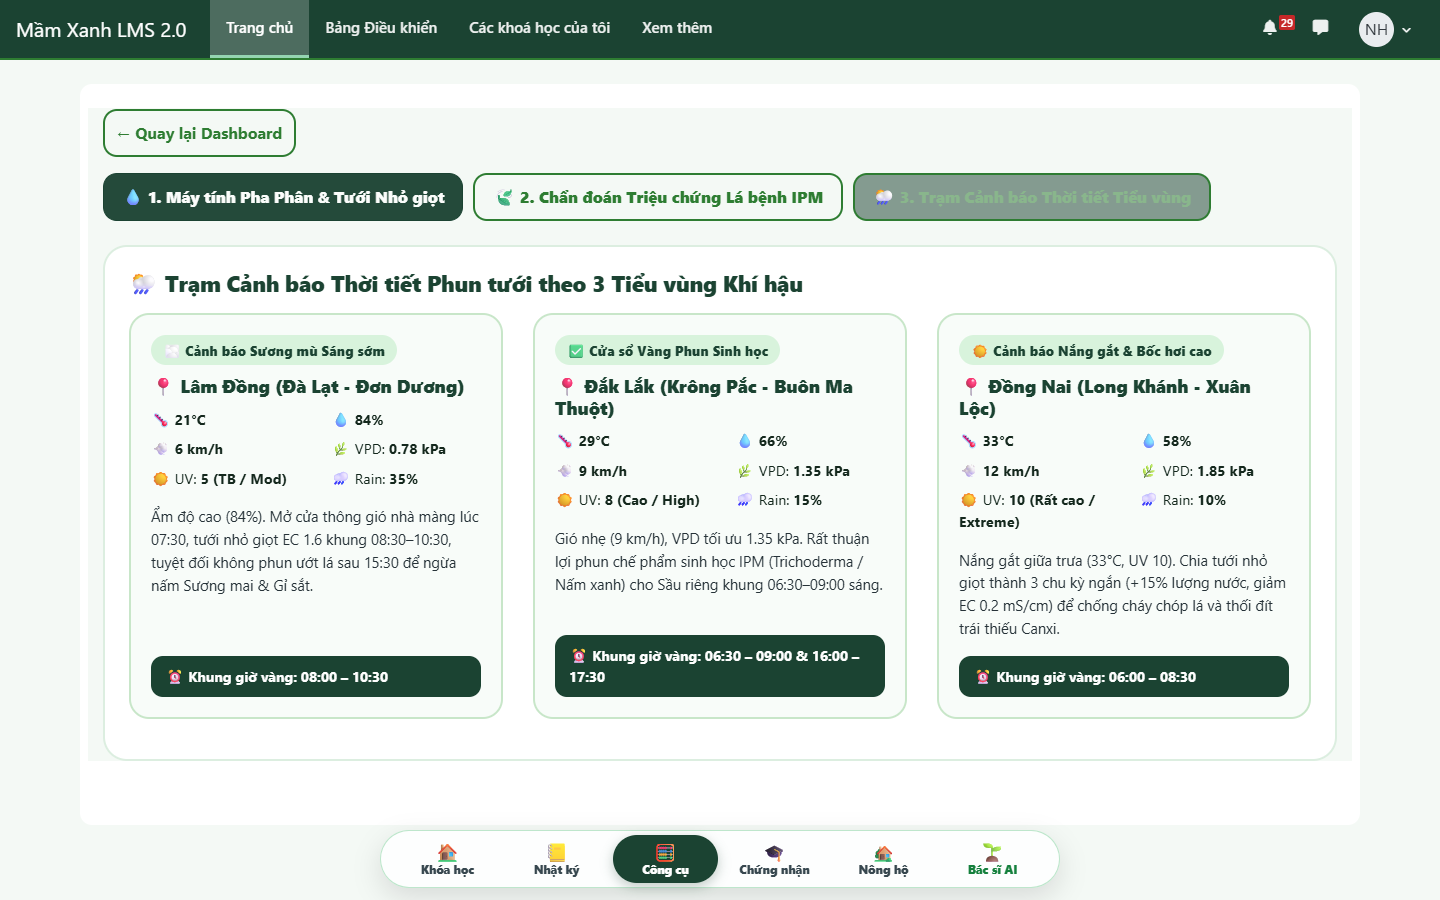 Mầm Xanh LMS 2.0
Trang chủ
Bảng Điều khiển
Các khoá học của tôi
Xem thêm
29
NH
← Quay lại Dashboard
1. Máy tính Pha Phân & Tưới Nhỏ giọt
2. Chẩn đoán Triệu chứng Lá bệnh IPM
3. Trạm Cảnh báo Thời tiết Tiểu vùng
Trạm Cảnh báo Thời tiết Phun tưới theo 3 Tiểu vùng Khí hậu
Cảnh báo Sương mù Sáng sớm
Lâm Đồng (Đà Lạt - Đơn Dương)
21°C
84%
6 km/h
VPD: 0.78 kPa
UV: 5 (TB / Mod)
Rain: 35%
Ẩm độ cao (84%). Mở cửa thông gió nhà màng lúc
07:30, tưới nhỏ giọt EC 1.6 khung 08:30–10:30,
tuyệt đối không phun ướt lá sau 15:30 để ngừa
nấm Sương mai & Gỉ sắt.
Khung giờ vàng: 08:00 – 10:30
Cửa sổ Vàng Phun Sinh học
Đắk Lắk (Krông Pắc - Buôn Ma
Thuột)
29°C
66%
9 km/h
VPD: 1.35 kPa
UV: 8 (Cao / High)
Rain: 15%
Gió nhẹ (9 km/h), VPD tối ưu 1.35 kPa. Rất thuận
lợi phun chế phẩm sinh học IPM (Trichoderma /
Nấm xanh) cho Sầu riêng khung 06:30–09:00 sáng.
Khung giờ vàng: 06:30 – 09:00 & 16:00 –
17:30
Cảnh báo Nắng gắt & Bốc hơi cao
Đồng Nai (Long Khánh - Xuân
Lộc)
33°C
58%
12 km/h
VPD: 1.85 kPa
UV: 10 (Rất cao /
Extreme)
Rain: 10%
Nắng gắt giữa trưa (33°C, UV 10). Chia tưới nhỏ
giọt thành 3 chu kỳ ngắn (+15% lượng nước, giảm
EC 0.2 mS/cm) để chống cháy chóp lá và thối đít
trái thiếu Canxi.
Khung giờ vàng: 06:00 – 08:30
Khóa học
Nhật ký
Công cụ
Chứng nhận
Nông hộ
Bác sĩ AI